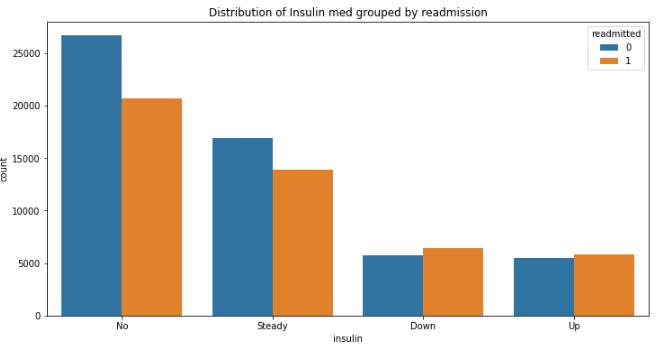 Distribution of Insulin med grouped by readmission
readmitted
0
1
25000
20000
15000
10000
5000
0
count
No
Steady
Down
Up
insulin